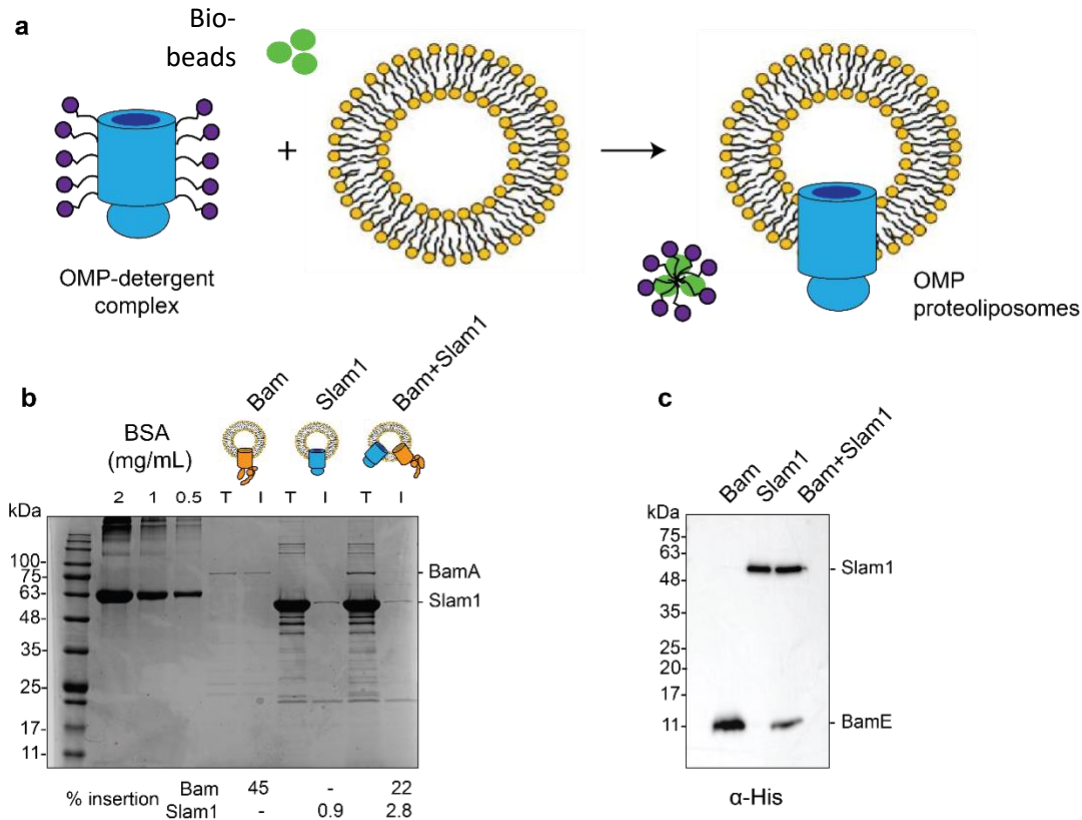 a
Bio-
beads
+
OMP-detergent
complex
OMP
proteoliposomes
b
BSA
(mg/mL)
Bam
Slam1
Bam+Slam1
2 1 0.5 T I T I T I
kDa
100-
75-
63-
48-
35-
25-
17-
11-
BamA
Slam1
% insertion
Bam 45 - 22
Slam1 - 0.9 2.8
c
Bam
Slam1
Bam+Slam1
kDa
75-
63-
48-
35-
25-
20-
17-
11-
Slam1
BamE
α-His